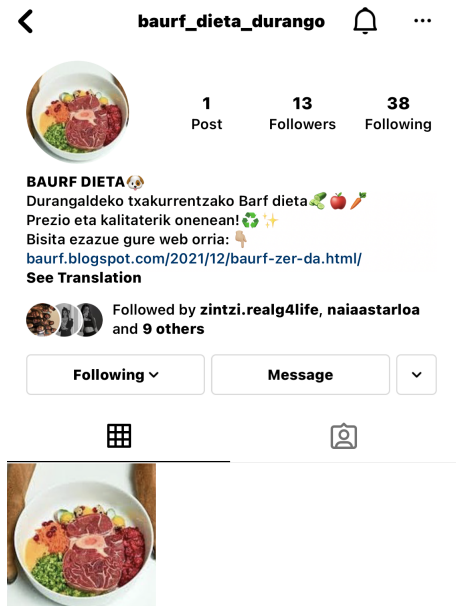 baurf_dieta_durango
1 13 38
Post Followers Following
BAURF DIETA🐶
Durangaldeko txakurrentzako Barf dieta🥦🍎🥕
Prezio eta kalitaterik onenean!♻️✨
Bisita ezazue gure web orria:👇🏼
baurf.blogspot.com/2021/12/baurf-zer-da.html/
See Translation
Followed by zintzi.realg4life, naiaastarloa
and 9 others
Following Message